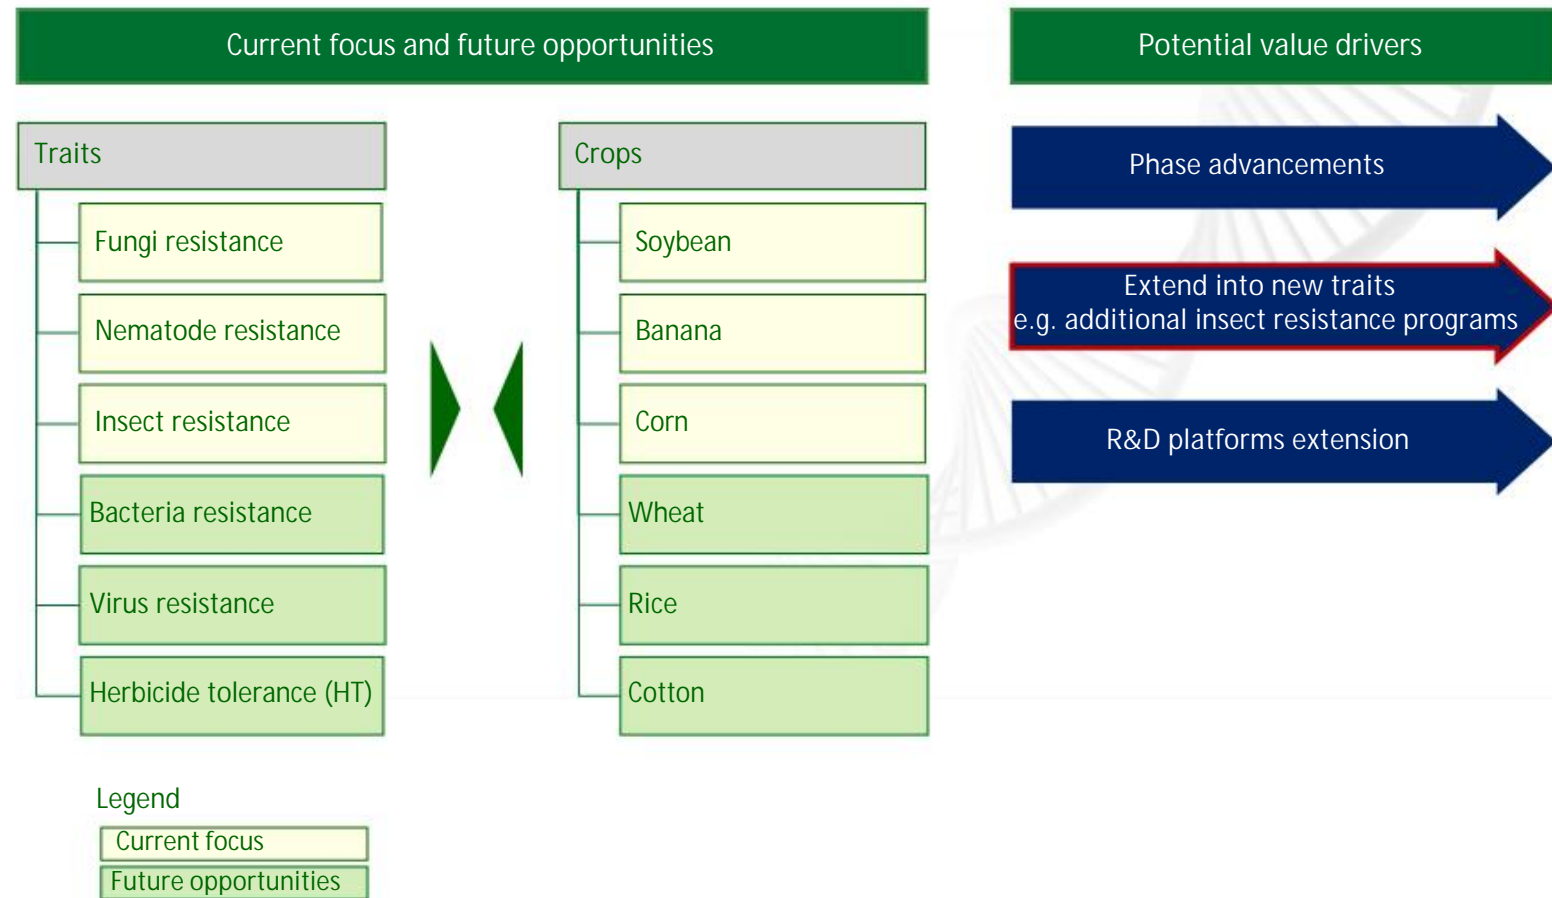 Current focus and future opportunities
Potential value drivers
Traits
Fungi resistance
Nematode resistance
Insect resistance
Bacteria resistance
Virus resistance
Herbicide tolerance (HT)
Crops
Soybean
Banana
Corn
Wheat
Rice
Cotton
Phase advancements
Extend into new traits
e.g. additional insect resistance programs
R&D platforms extension
Legend
Current focus
Future opportunities